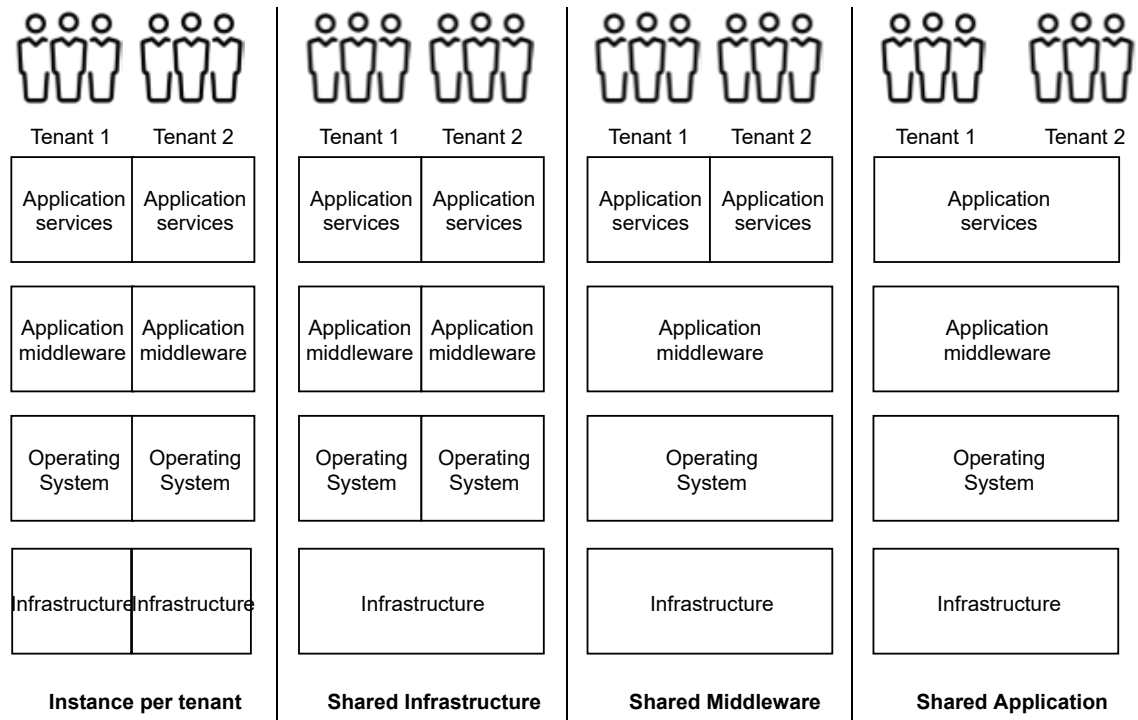 Tenant 1
Tenant 2
Application
services
Application
services
Application
middleware
Application
middleware
Operating
System
Operating
System
Infrastructure
Infrastructure
Instance per tenant
Tenant 1
Tenant 2
Application
services
Application
services
Application
middleware
Application
middleware
Operating
System
Operating
System
Infrastructure
Shared Infrastructure
Tenant 1
Tenant 2
Application
services
Application
services
Application
middleware
Operating
System
Infrastructure
Shared Middleware
Tenant 1
Tenant 2
Application
services
Application
middleware
Operating
System
Infrastructure
Shared Application